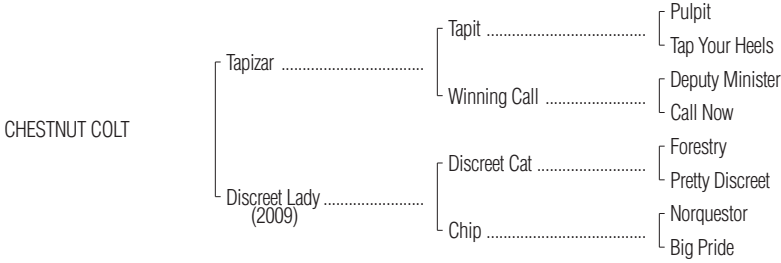 Pulpit
Tapit ....................................
Tap Your Heels
Tapizar ................................
Deputy Minister
Winning Call .......................
Call Now
CHESTNUT COLT
Forestry
Discreet Cat ........................
Pretty Discreet
Discreet Lady ......................
(2009)
Norquestor
Chip ....................................
Big Pride